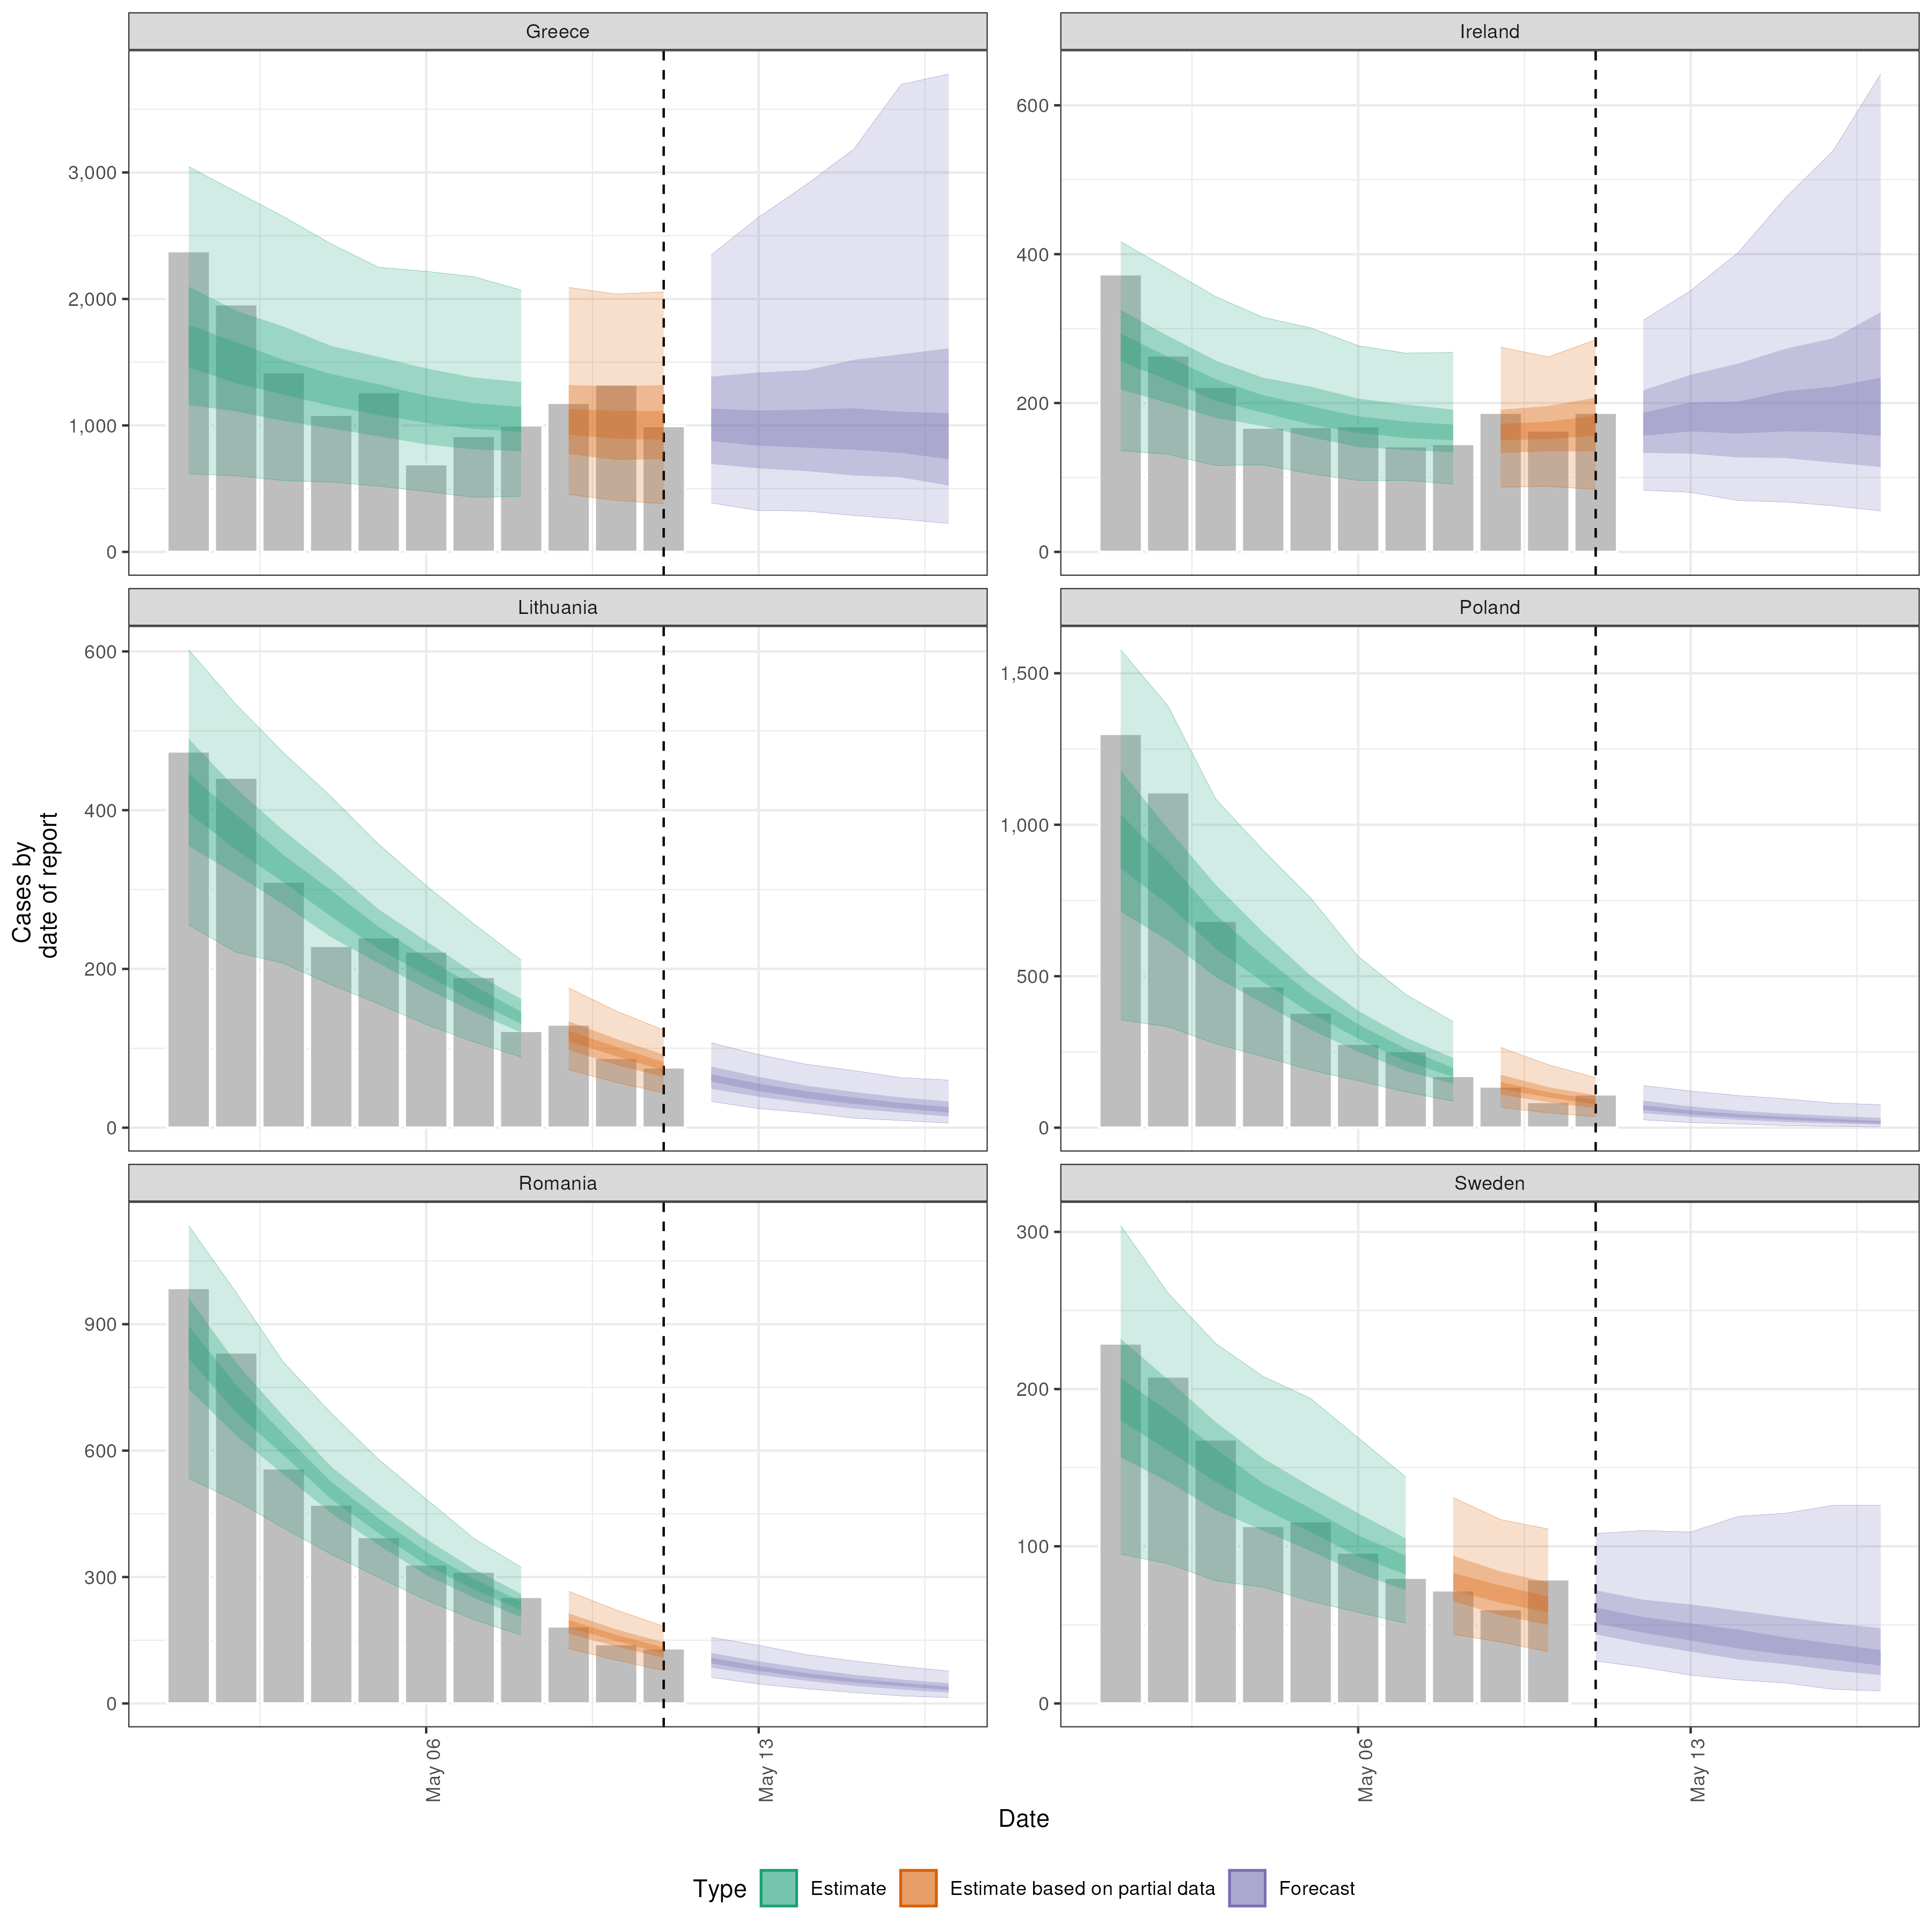 Greece
Ireland
3,000
2,000
1,000
0
600
400
200
0
Lithuania
Poland
600
400
200
0
1,500
1,000
500
0
Romania
Sweden
900
600
300
0
300
200
100
0
Cases by
date of report
May 06
May 13
May 06
May 13
Date
Type
Estimate
Estimate based on partial data
Forecast